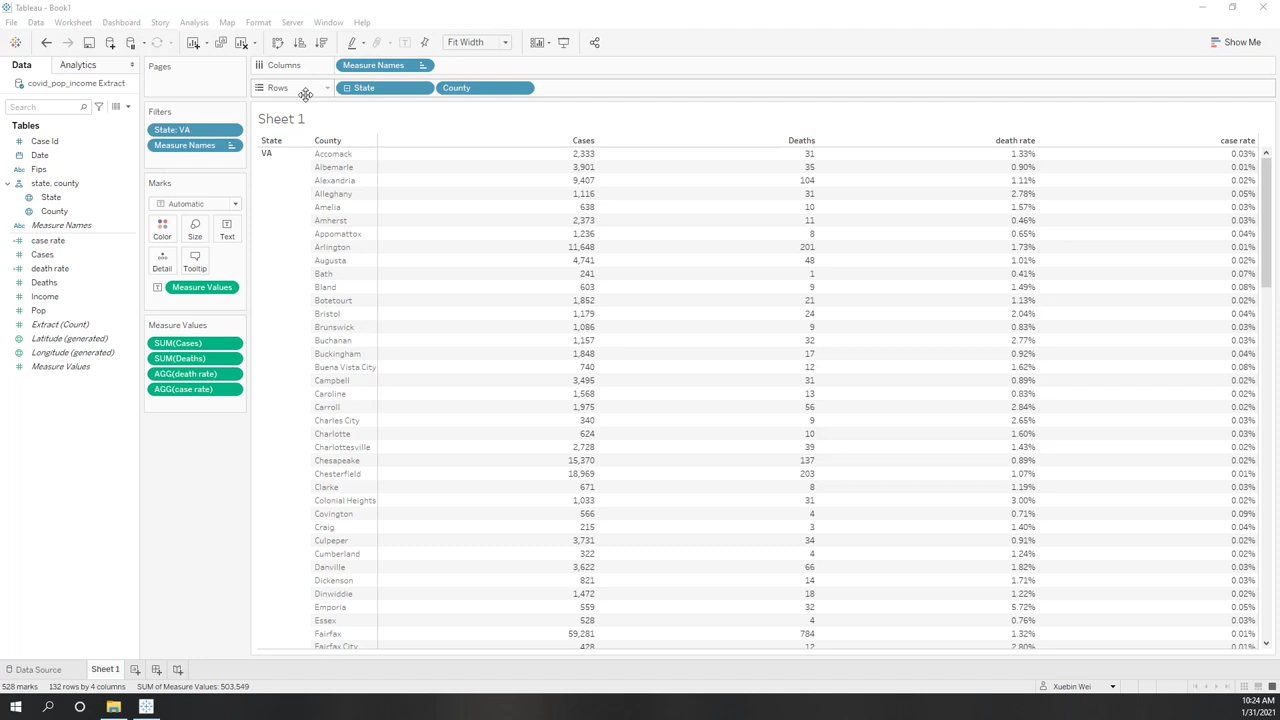 Tableau - Book1
File Data Worksheet Dashboard Story Analysis Map Format Server Window Help
Fit Width
Show Me
Data Analytics
Pages
Columns Measure Names
Rows State County
covid_pop_income Extract
Search
Filters
State: VA
Measure Names
Tables
Case Id
Date
Abc Fips
state, county
State
County
Abc Measure Names
case rate
Cases
death rate
Deaths
Income
Pop
Extract (Count)
Latitude (generated)
Longitude (generated)
Measure Values
Marks
Automatic
Color Size Text
Detail Tooltip
Measure Values
Measure Values
SUM(Cases)
SUM(Deaths)
AGG(death rate)
AGG(case rate)
Sheet 1
State County Cases Deaths death rate case rate
VA Accomack 2,333 31 1.33% 0.03%
Albemarle 3,901 35 0.90% 0.01%
Alexandria 9,407 104 1.11% 0.02%
Alleghany 1,116 31 2.78% 0.05%
Amelia 638 10 1.57% 0.03%
Amherst 2,373 11 0.46% 0.03%
Appomattox 1,236 8 0.65% 0.04%
Arlington 11,648 201 1.73% 0.01%
Augusta 4,741 48 1.01% 0.02%
Bath 241 1 0.41% 0.07%
Bland 603 9 1.49% 0.08%
Botetourt 1,852 21 1.13% 0.02%
Bristol 1,179 24 2.04% 0.04%
Brunswick 1,086 9 0.83% 0.03%
Buchanan 1,157 32 2.77% 0.03%
Buckingham 1,848 17 0.92% 0.04%
Buena Vista City 740 12 1.62% 0.08%
Campbell 3,495 31 0.89% 0.02%
Caroline 1,568 13 0.83% 0.02%
Carroll 1,975 56 2.84% 0.02%
Charles City 340 9 2.65% 0.03%
Charlotte 624 10 1.60% 0.03%
Charlottesville 2,728 39 1.43% 0.02%
Chesapeake 15,370 137 0.89% 0.02%
Chesterfield 18,969 203 1.07% 0.01%
Clarke 671 8 1.19% 0.03%
Colonial Heights 1,033 31 3.00% 0.02%
Covington 566 4 0.71% 0.09%
Craig 215 3 1.40% 0.04%
Culpeper 3,731 34 0.91% 0.02%
Cumberland 322 4 1.24% 0.02%
Danville 3,622 66 1.82% 0.03%
Dickenson 821 14 1.71% 0.03%
Dinwiddie 1,472 18 1.22% 0.02%
Emporia 559 32 5.72% 0.05%
Essex 528 4 0.76% 0.03%
Fairfax 59,281 784 1.32% 0.01%
Fairfax City 428 12 2.80% 0.01%
Data Source Sheet 1
528 marks 132 rows by 4 columns SUM of Measure Values: 503,549
Xuebin Wei
10:24 AM
1/31/2021